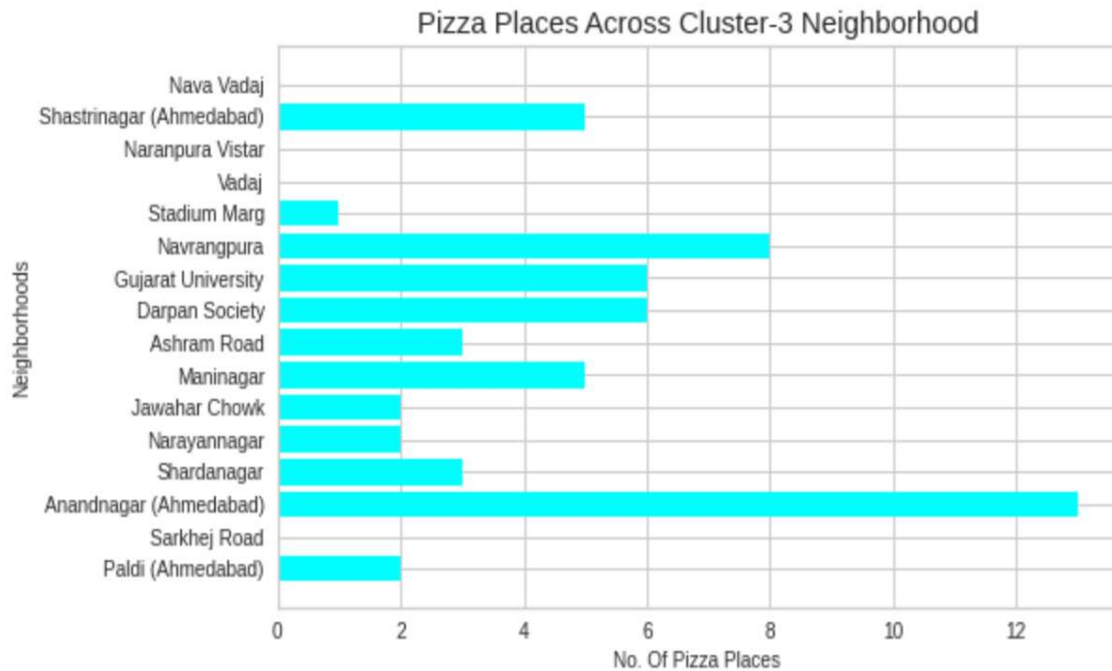 Pizza Places Across Cluster-3 Neighborhood
Neighborhoods
Nava Vadaj
Shastrinagar (Ahmedabad)
Naranpura Vistar
Vadaj
Stadium Marg
Navrangpura
Gujarat University
Darpan Society
Ashram Road
Maninagar
Jawahar Chowk
Narayannagar
Shardanagar
Anandnagar (Ahmedabad)
Sarkhej Road
Paldi (Ahmedabad)
0 2 4 6 8 10 12
No. Of Pizza Places